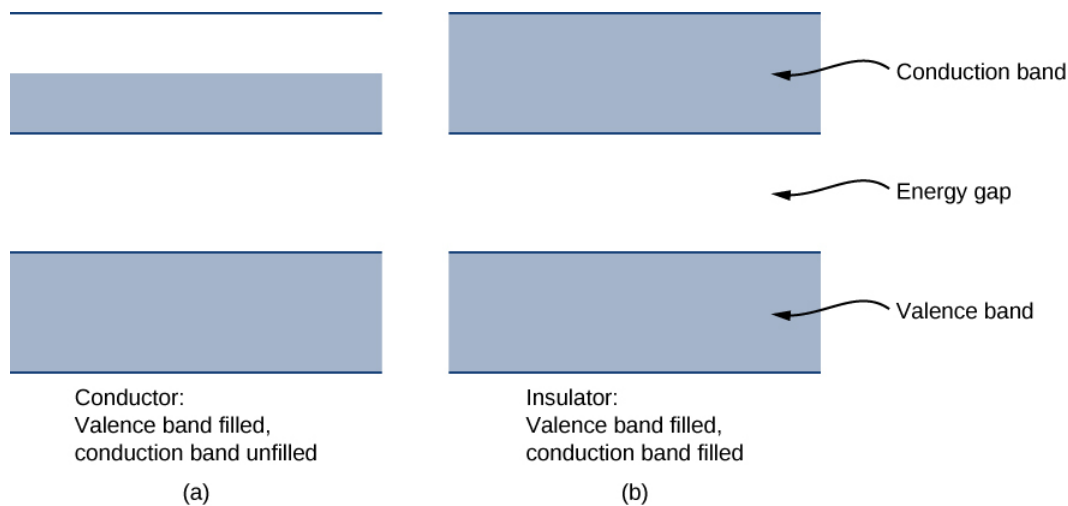 Conduction band
Energy gap
Valence band
Conductor:
Valence band filled,
conduction band unfilled
(a)
Insulator:
Valence band filled,
conduction band filled
(b)